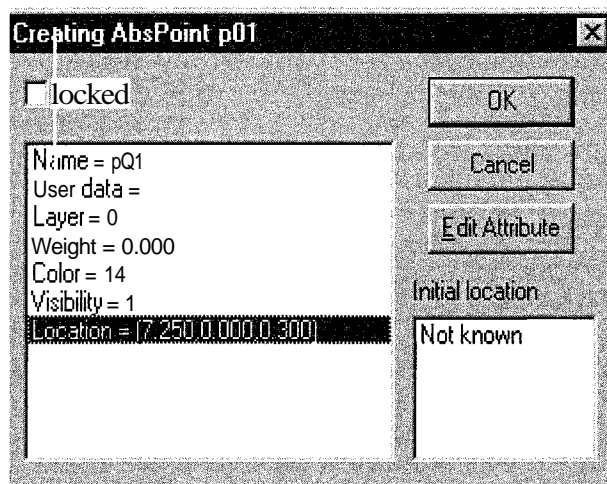 Creating AbsPoint p01
locked
OK
Name = pQ1
Cancel
User data =
Layer = 0
Edit Attribute
Weight = 0.000
Color = 14
Initial location
Visibility = 1
Location = {7.250,0.000,0.300}
Not known